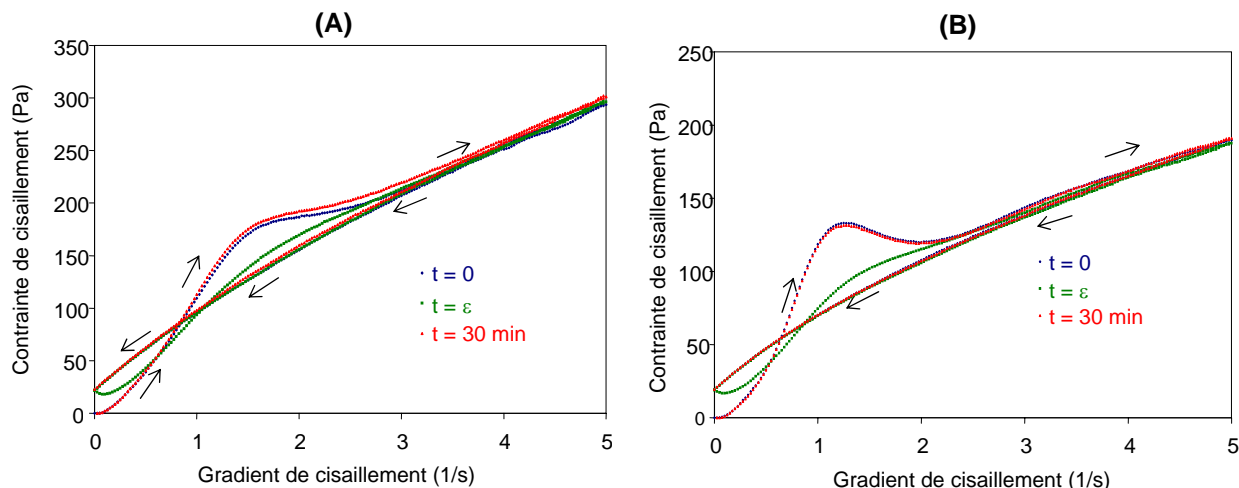 (A)
350
300
250
200
150
100
50
0
Contrainte de cisaillement (Pa)
t = 0
t = ε
t = 30 min
0 1 2 3 4 5
Gradient de cisaillement (1/s)
(B)
250
200
150
100
50
0
Contrainte de cisaillement (Pa)
t = 0
t = ε
t = 30 min
0 1 2 3 4 5
Gradient de cisaillement (1/s)